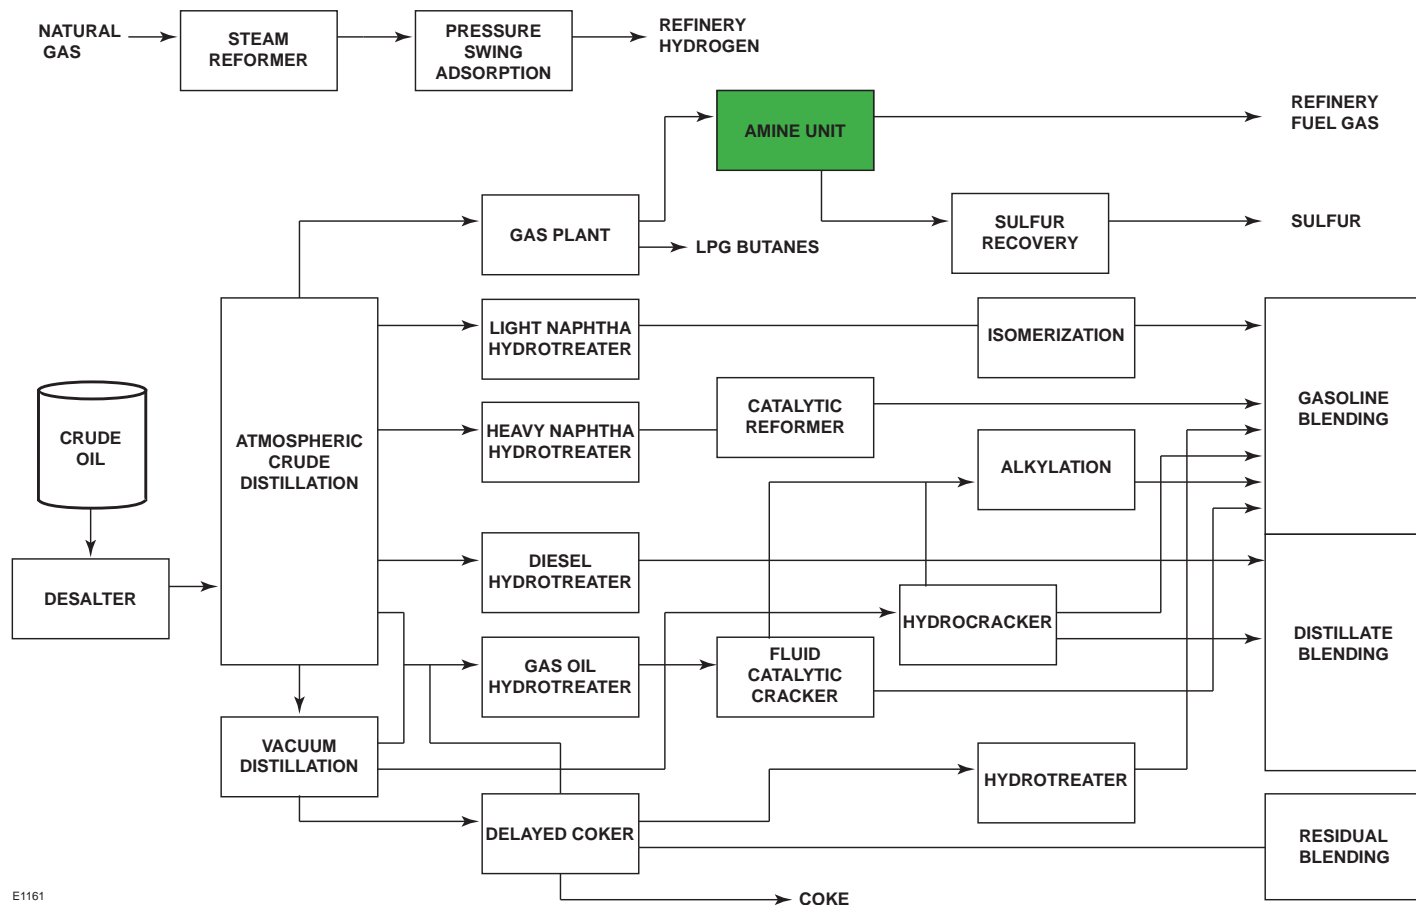 NATURAL
GAS
STEAM
REFORMER
PRESSURE
SWING
ADSORPTION
REFINERY
HYDROGEN
AMINE UNIT
REFINERY
FUEL GAS
GAS PLANT
LPG BUTANES
SULFUR
RECOVERY
SULFUR
LIGHT NAPHTHA
HYDROTREATER
ISOMERIZATION
GASOLINE
BLENDING
CRUDE
OIL
ATMOSPHERIC
CRUDE
DISTILLATION
HEAVY NAPHTHA
HYDROTREATER
CATALYTIC
REFORMER
ALKYLATION
DESALTER
DIESEL
HYDROTREATER
HYDROCRACKER
DISTILLATE
BLENDING
GAS OIL
HYDROTREATER
FLUID
CATALYTIC
CRACKER
VACUUM
DISTILLATION
HYDROTREATER
DELAYED COKER
RESIDUAL
BLENDING
COKE
E1161